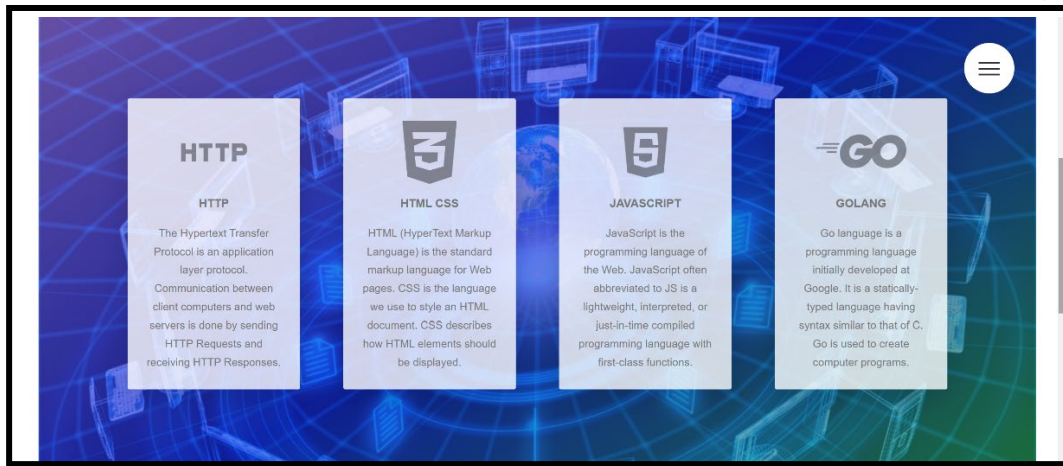 HTTP
HTTP
The Hypertext Transfer
Protocol is an application
layer protocol.
Communication between
client computers and web
servers is done by sending
HTTP Requests and
receiving HTTP Responses.
3
HTML CSS
HTML (HyperText Markup
Language) is the standard
markup language for Web
pages. CSS is the language
we use to style an HTML
document. CSS describes
how HTML elements should
be displayed.
5
JAVASCRIPT
JavaScript is the
programming language of
the Web. JavaScript often
abbreviated to JS is a
lightweight, interpreted, or
just-in-time compiled
programming language with
first-class functions.
GO
GOLANG
Go language is a
programming language
initially developed at
Google. It is a statically-
typed language having
syntax similar to that of C.
Go is used to create
computer programs.